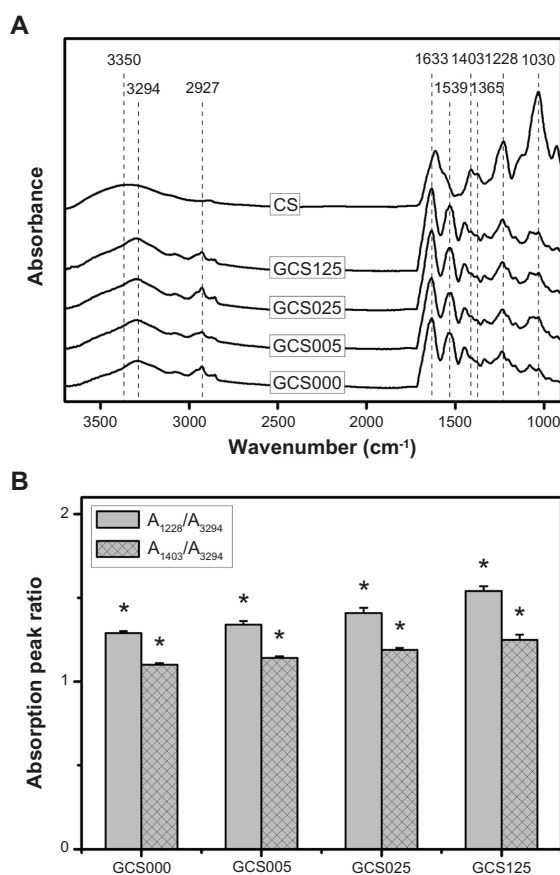 A
3350
3294
2927
1633 1403 1228 1030
1539 1365
Absorbance
CS
GCS125
GCS025
GCS005
GCS000
3500 3000 2500 2000 1500 1000
Wavenumber (cm⁻¹)
B
2
1
0
A₁₂₂₈/A₃₂₉₄
A₁₄₀₃/A₃₂₉₄
* * * * * * * *
Absorption peak ratio
GCS000 GCS005 GCS025 GCS125